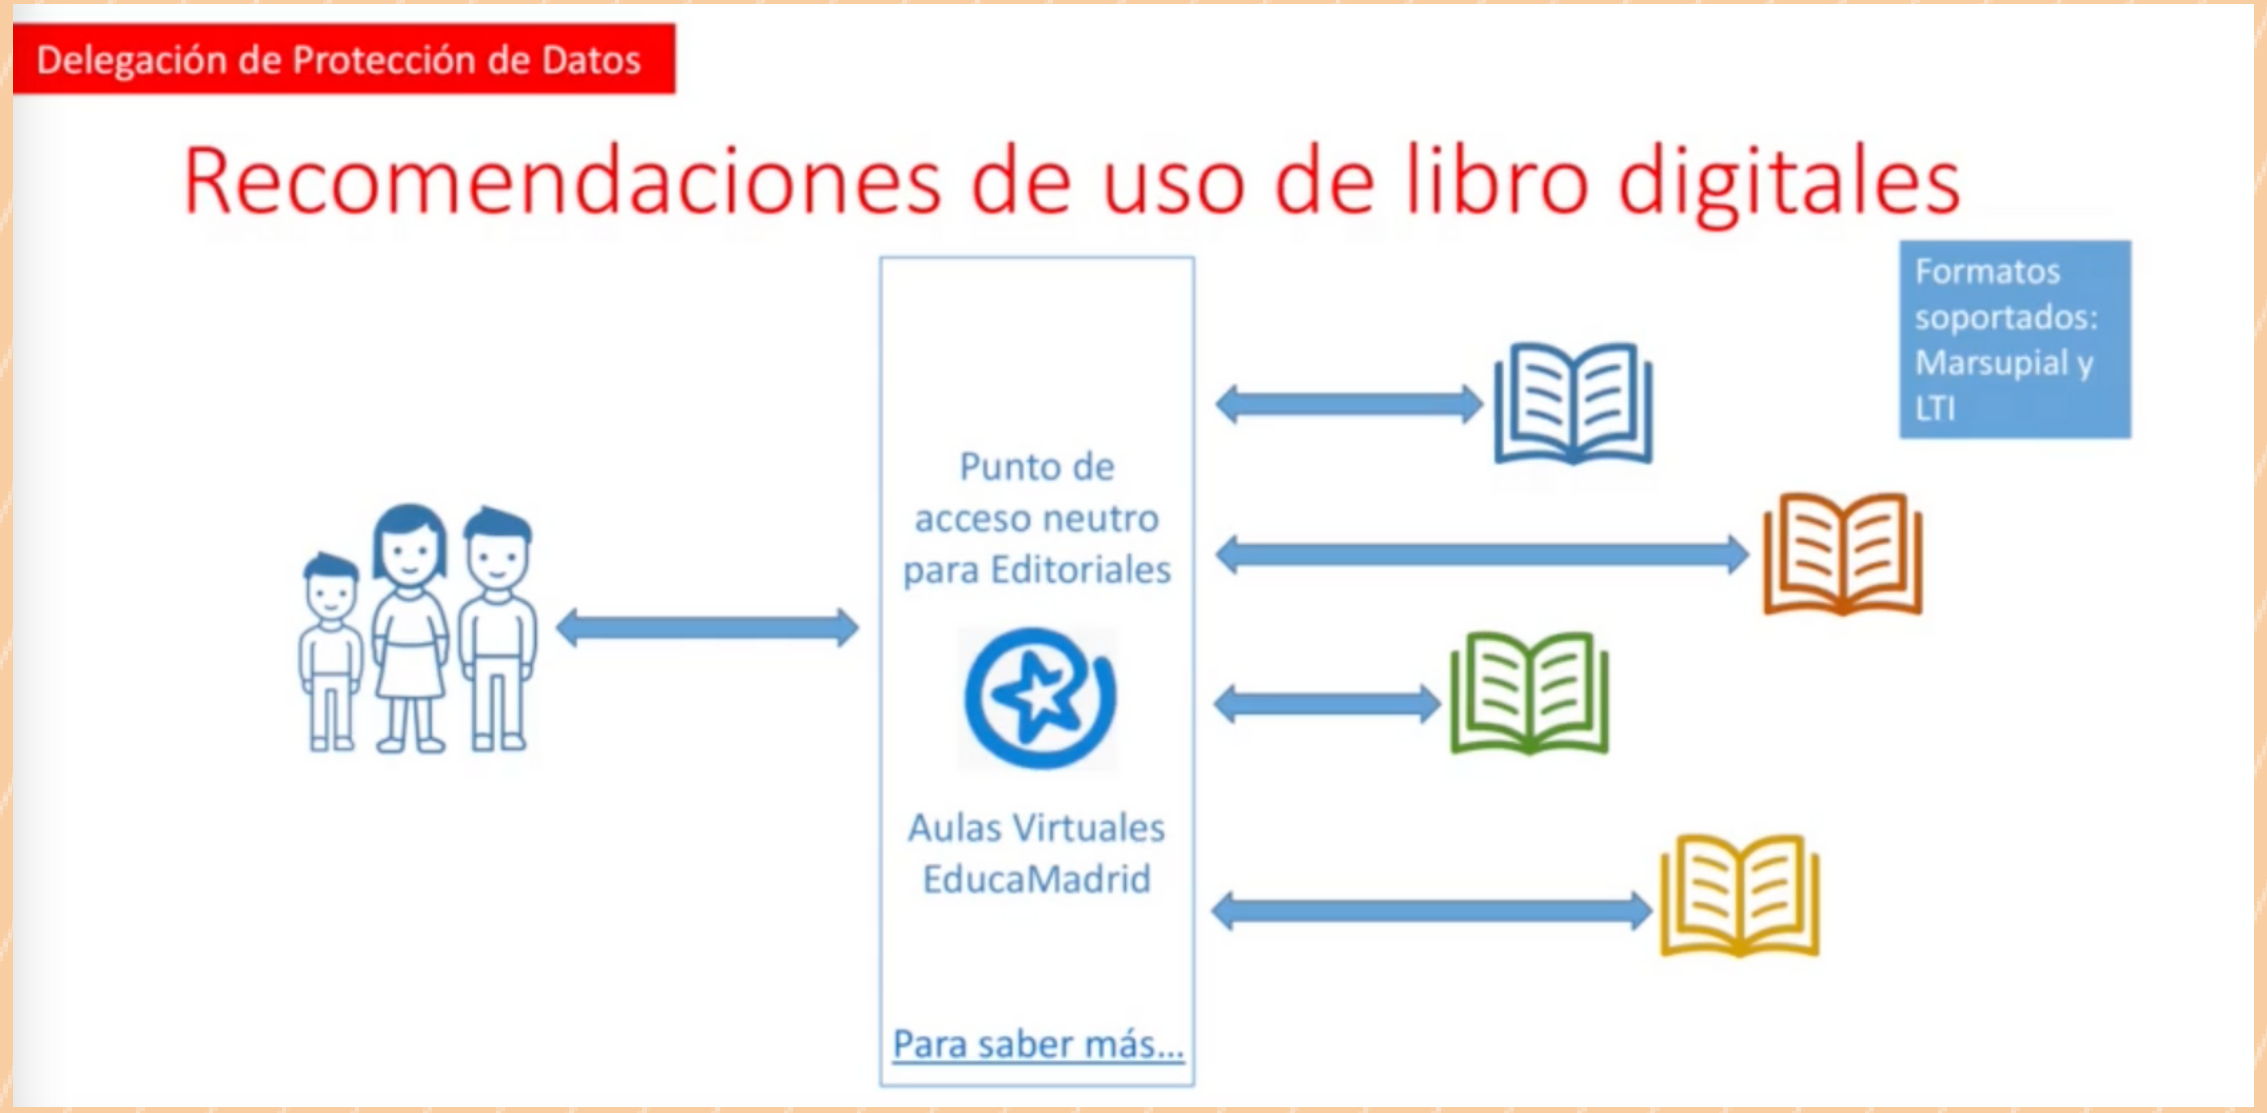 Delegación de Protección de Datos
Recomendaciones de uso de libro digitales
Formatos
soportados:
Marsupial y
LTI
Punto de
acceso neutro
para Editoriales
Aulas Virtuales
EducaMadrid
Para saber más...